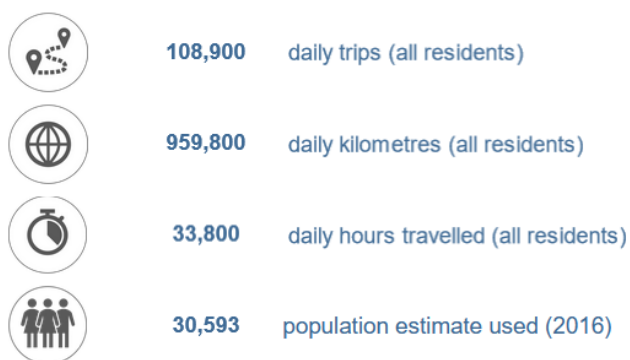 108,900 daily trips (all residents)
959,800 daily kilometres (all residents)
33,800 daily hours travelled (all residents)
30,593 population estimate used (2016)